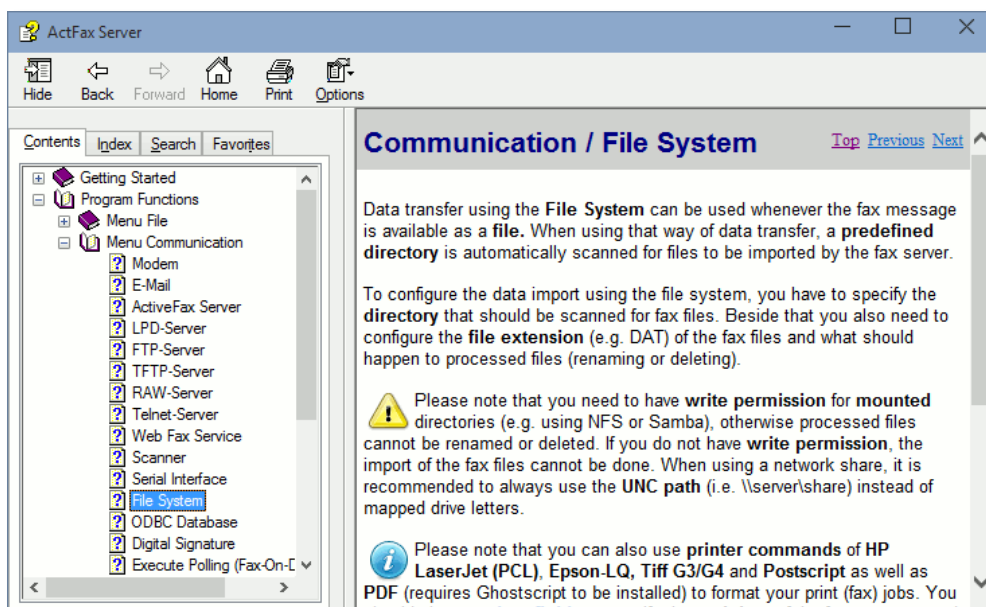 ActFax Server
Hide Back Forward Home Print Options
Contents Index Search Favorites
Getting Started
Program Functions
Menu File
Menu Communication
Modem
E-Mail
ActiveFax Server
LPD-Server
FTP-Server
TFTP-Server
RAW-Server
Telnet-Server
Web Fax Service
Scanner
Serial Interface
File System
ODBC Database
Digital Signature
Execute Polling (Fax-On-D
Communication / File System
Top Previous Next
Data transfer using the File System can be used whenever the fax message
is available as a file. When using that way of data transfer, a predefined
directory is automatically scanned for files to be imported by the fax server.
To configure the data import using the file system, you have to specify the
directory that should be scanned for fax files. Beside that you also need to
configure the file extension (e.g. DAT) of the fax files and what should
happen to processed files (renaming or deleting).
Please note that you need to have write permission for mounted
directories (e.g. using NFS or Samba), otherwise processed files
cannot be renamed or deleted. If you do not have write permission, the
import of the fax files cannot be done. When using a network share, it is
recommended to always use the UNC path (i.e. \\server\share) instead of
mapped drive letters.
Please note that you can also use printer commands of HP
LaserJet (PCL), Epson-LQ, Tiff G3/G4 and Postscript as well as
PDF (requires Ghostscript to be installed) to format your print (fax) jobs. You